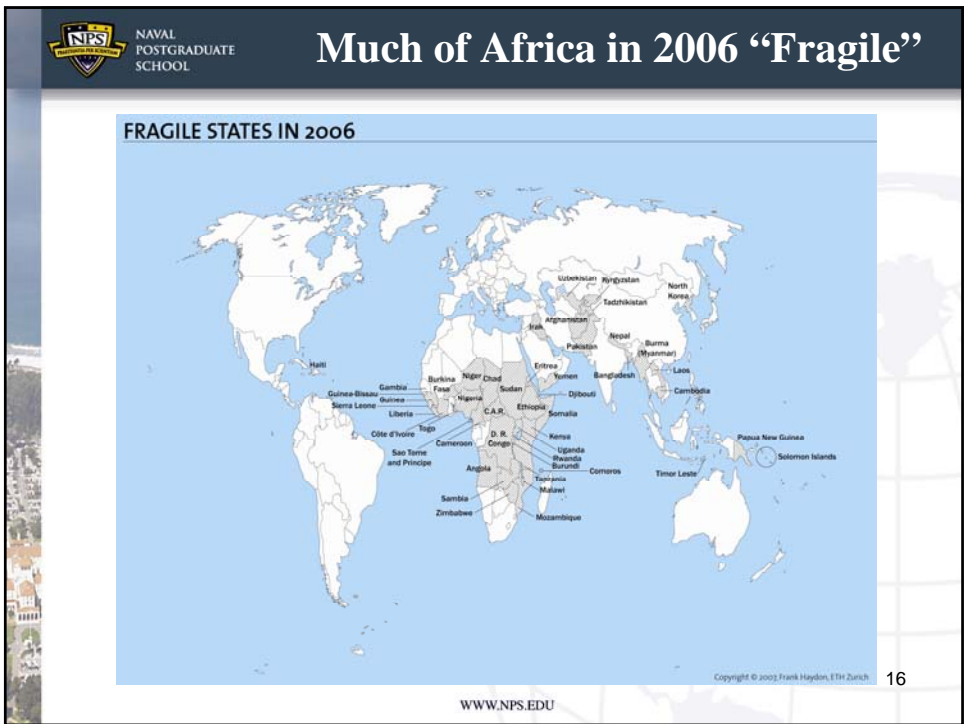 NPS
PRAESTANTIA PER SCIENTIAM
NAVAL
POSTGRADUATE
SCHOOL
Much of Africa in 2006 “Fragile”
FRAGILE STATES IN 2006
Uzbekistan
Kyrgyzstan
North
Korea
Tadzhikistan
Afghanistan
Irak
Nepal
Burma
(Myanmar)
Pakistan
Haiti
Eritrea
Yemen
Bangladesh
Laos
Cambodia
Djibouti
Gambia
Burkina
Faso
Niger
Chad
Sudan
Guinea-Bissau
Guinea
Nigeria
Sierra Leone
Liberia
C.A.R.
Ethiopia
Somalia
Togo
Côte d'Ivoire
Cameroon
D. R.
Congo
Kenya
Uganda
Rwanda
Burundi
Sao Tome
and Principe
Papua New Guinea
Solomon Islands
Timor Leste
Angola
Comoros
Tanzania
Malawi
Sambia
Zimbabwe
Mozambique
Copyright © 2007, Frank Haydon, ETH Zurich
16
WWW.NPS.EDU